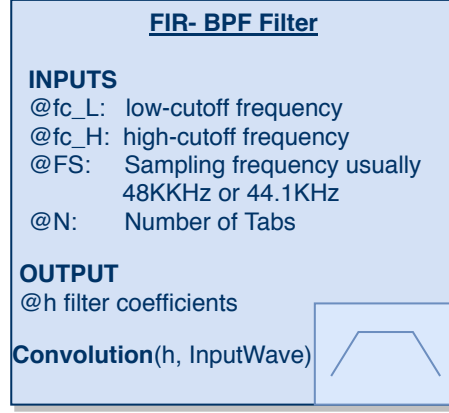 FIR- BPF Filter
INPUTS
@fc_L: low-cutoff frequency
@fc_H: high-cutoff frequency
@FS: Sampling frequency usually
48KKHz or 44.1KHz
@N: Number of Tabs
OUTPUT
@h filter coefficients
Convolution(h, InputWave)